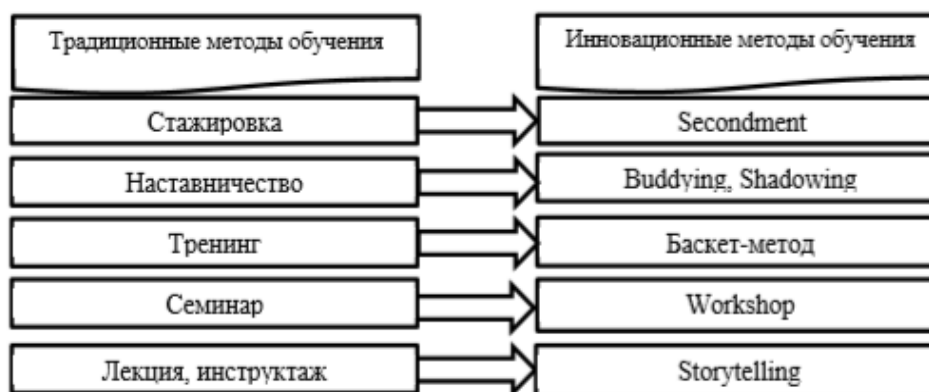 Традиционные методы обучения
Инновационные методы обучения
Стажировка
Secondment
Наставничество
Buddying, Shadowing
Тренинг
Баскет-метод
Семинар
Workshop
Лекция, инструктаж
Storytelling